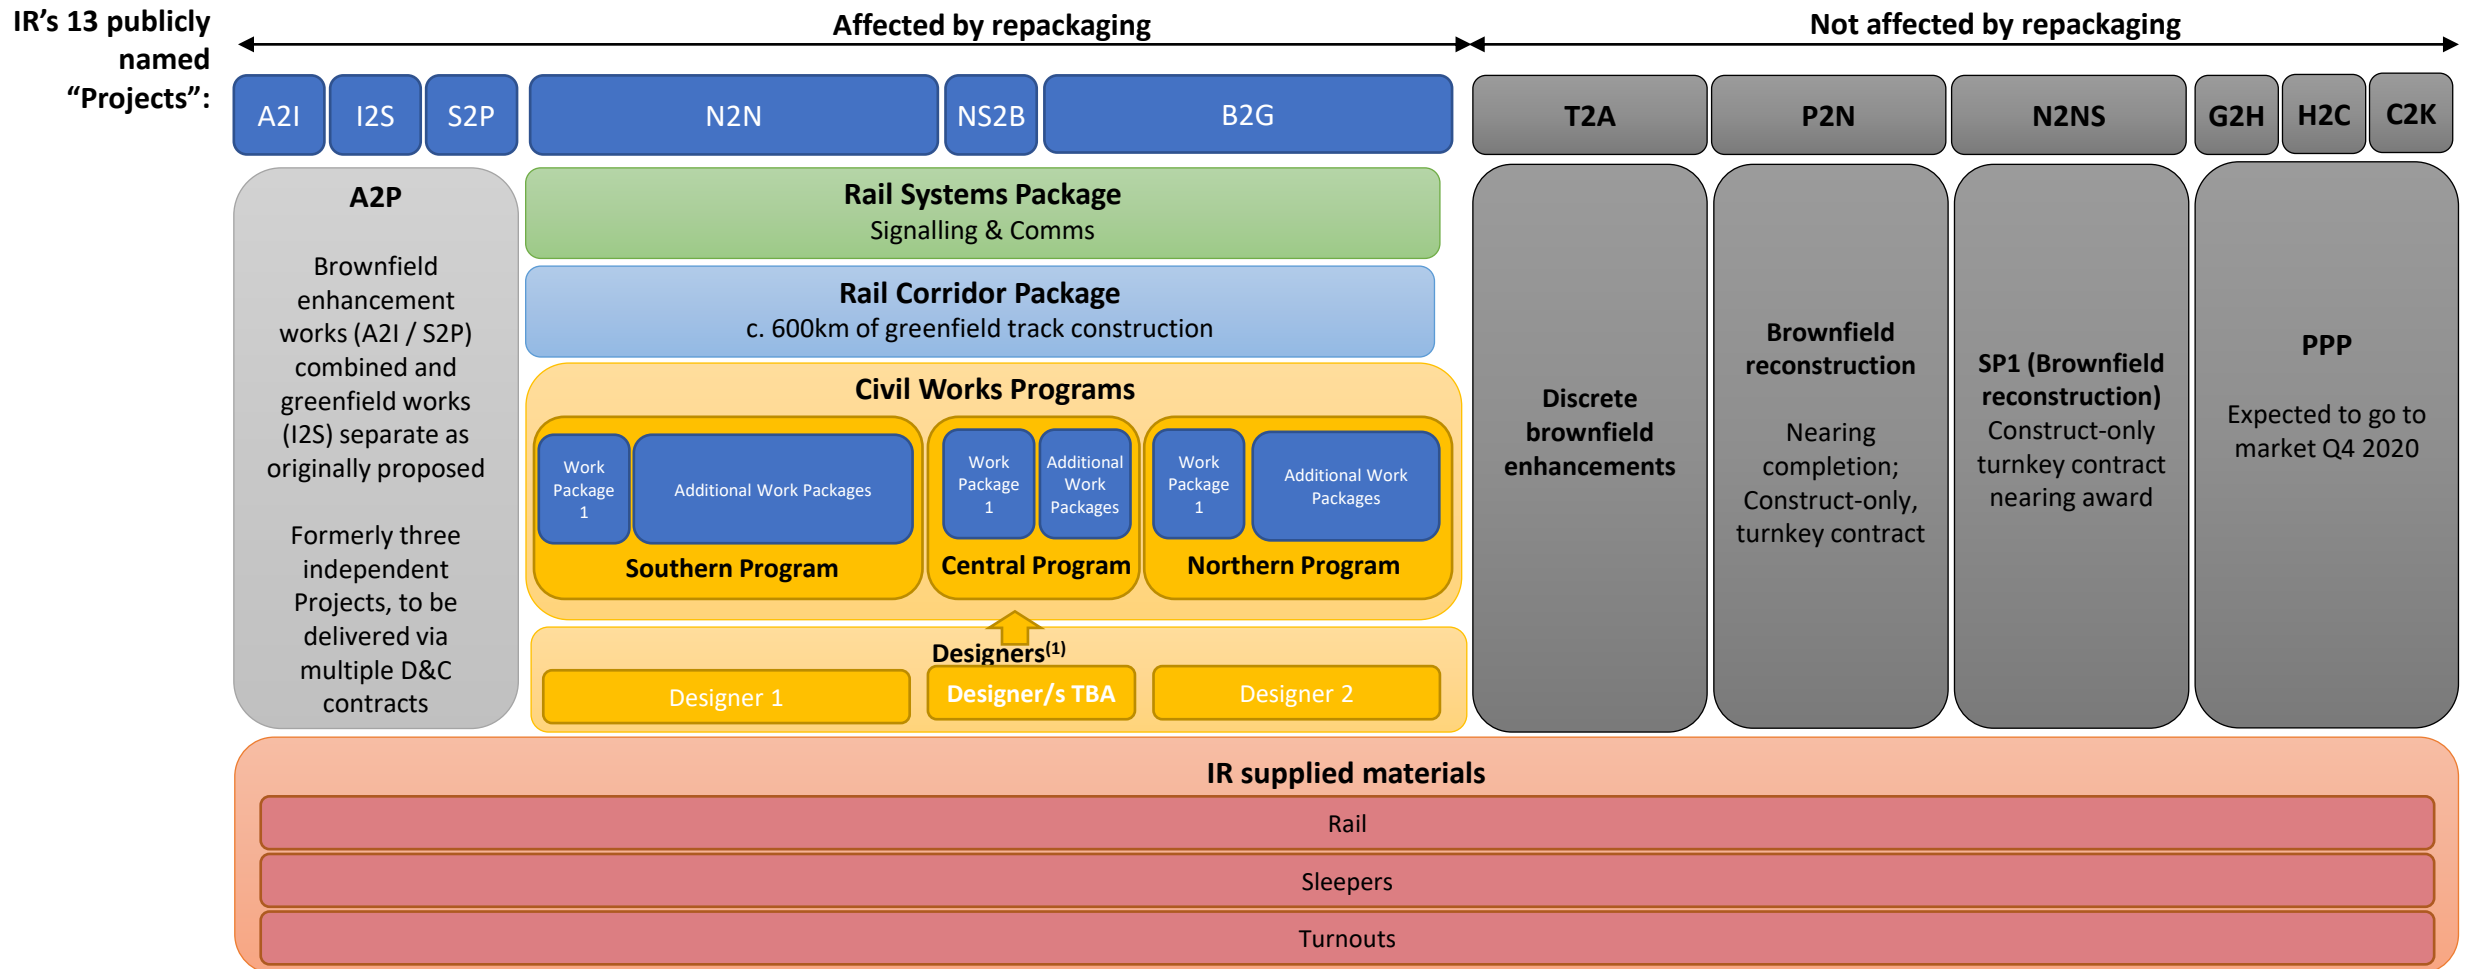 IR's 13 publicly
named
“Projects”:
Affected by repackaging
Not affected by repackaging
A2I
I2S
S2P
N2N
NS2B
B2G
T2A
P2N
N2NS
G2H
H2C
C2K
A2P
Brownfield
enhancement
works (A2I / S2P)
combined and
greenfield works
(I2S) separate as
originally proposed
Formerly three
independent
Projects, to be
delivered via
multiple D&C
contracts
Rail Systems Package
Signalling & Comms
Rail Corridor Package
c. 600km of greenfield track construction
Civil Works Programs
Work
Package
1
Additional Work Packages
Southern Program
Work
Package
1
Additional
Work
Packages
Central Program
Work
Package
1
Additional Work
Packages
Northern Program
Designers(1)
Designer 1
Designer/s TBA
Designer 2
Discrete
brownfield
enhancements
Brownfield
reconstruction
Nearing
completion;
Construct-only,
turnkey contract
SP1 (Brownfield
reconstruction)
Construct-only
turnkey contract
nearing award
PPP
Expected to go to
market Q4 2020
IR supplied materials
Rail
Sleepers
Turnouts